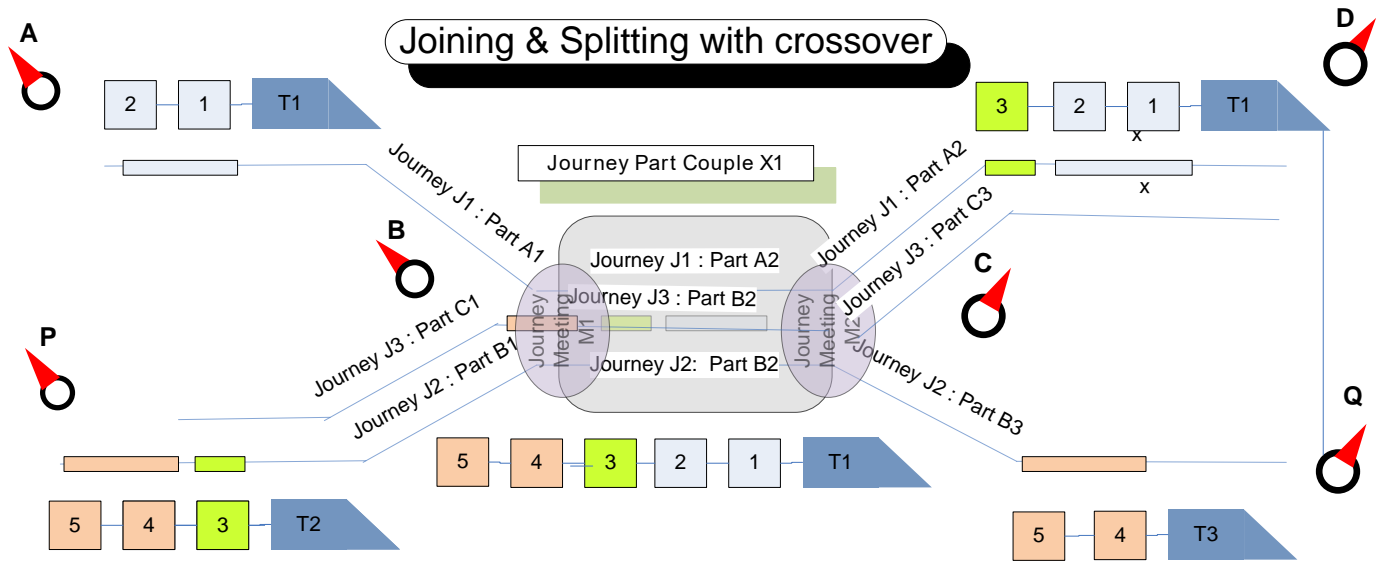 Joining & Splitting with crossover
A
D
2 1 T1
3 2 1 T1
x
Journey Part Couple X1
x
Journey J1 : Part A1
Journey J1 : Part A2
Journey J3 : Part C3
B
C
Journey J1 : Part A2
Journey J3 : Part B2
Journey J2: Part B2
Journey
Meeting
M1
Journey
Meeting
M2
P
Journey J3 : Part C1
Journey J2 : Part B1
Journey J2 : Part B3
Q
5 4 3 2 1 T1
5 4 3 T2
5 4 T3